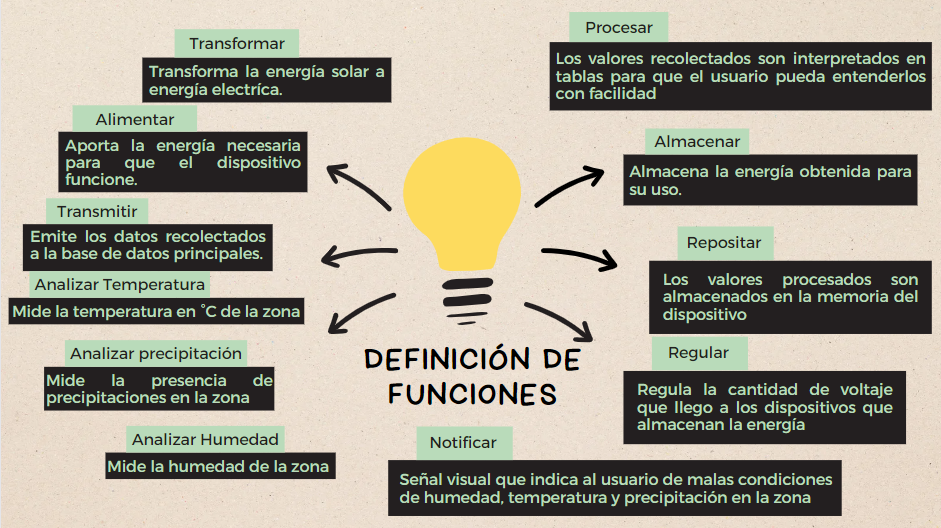 Transformar
Transforma la energía solar a
energía electríca.
Alimentar
Aporta la energía necesaria
para que el dispositivo
funcione.
Transmitir
Emite los datos recolectados
a la base de datos principales.
Analizar Temperatura
Mide la temperatura en °C de la zona
Analizar precipitación
Mide la presencia de
precipitaciones en la zona
Analizar Humedad
Mide la humedad de la zona
DEFINICIÓN DE
FUNCIONES
Procesar
Los valores recolectados son interpretados en
tablas para que el usuario pueda entenderlos
con facilidad
Almacenar
Almacena la energía obtenida para
su uso.
Repositar
Los valores procesados son
almacenados en la memoria del
dispositivo
Regular
Regula la cantidad de voltaje
que llego a los dispositivos que
almacenan la energía
Notificar
Señal visual que indica al usuario de malas condiciones
de humedad, temperatura y precipitación en la zona